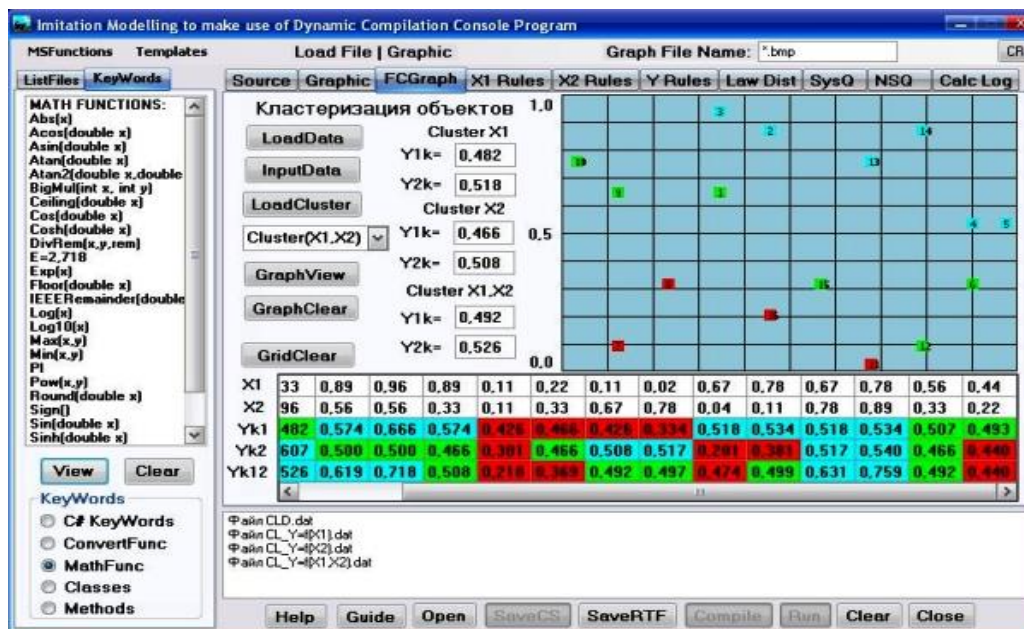 Imitation Modelling to make use of Dynamic Compilation Console Program
MSFunctions Templates Load File | Graphic Graph File Name: *.bmp CR
ListFiles KeyWords Source Graphic FCGraph X1 Rules X2 Rules Y Rules Law Dist SysQ NSQ Calc Log
MATH FUNCTIONS:
Abs(x)
Acos(double x)
Asin(double x)
Atan(double x)
Atan2(double x,double
BigMul(int x, int y)
Ceiling(double x)
Cos(double x)
Cosh(double x)
DivRem(x,y,rem)
E=2,718
Exp(x)
Floor(double x)
IEEERemainder(double
Log(x)
Log10(x)
Max(x,y)
Min(x,y)
PI
Pow(x,y)
Round(double x)
Sign()
Sin(double x)
Sinh(double x)
View Clear
KeyWords
C# KeyWords
ConvertFunc
MathFunc
Classes
Methods
Кластеризация объектов
LoadData
InputData
LoadCluster
Cluster(X1,X2)
GraphView
GraphClear
GridClear
Cluster X1
Y1k= 0,482
Y2k= 0,518
Cluster X2
Y1k= 0,466
Y2k= 0,508
Cluster X1,X2
Y1k= 0,492
Y2k= 0,526
1.0
0,5
0,0
3
2 14
13
9 1
4 5
15 6
12
X1 33 0,89 0,96 0,89 0,11 0,22 0,11 0,02 0,67 0,78 0,67 0,78 0,56 0,44
X2 96 0,56 0,56 0,33 0,11 0,33 0,67 0,78 0,04 0,11 0,78 0,89 0,33 0,22
Yk1 482 0,574 0,666 0,574 0,426 0,466 0,426 0,334 0,518 0,534 0,518 0,534 0,507 0,493
Yk2 607 0,500 0,500 0,466 0,381 0,466 0,508 0,517 0,281 0,381 0,517 0,540 0,466 0,440
Yk12 526 0,619 0,718 0,508 0,218 0,369 0,492 0,497 0,474 0,499 0,631 0,759 0,492 0,440
Файл CLD.dat
Файл CL_Y=f(X1).dat
Файл CL_Y=f(X2).dat
Файл CL_Y=f(X1,X2).dat
Help Guide Open SaveCS SaveRTF Compile Run Clear Close